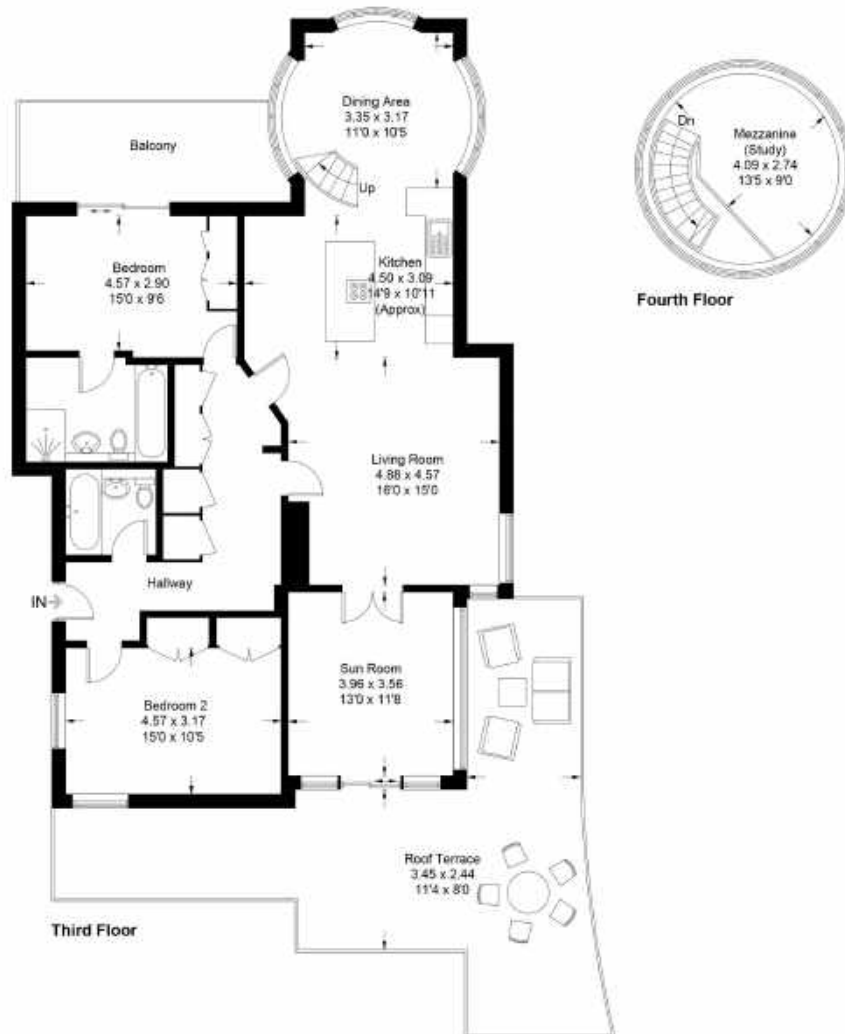 Dining Area
3.35 x 3.17
11'0 x 10'5
Balcony
Up
Dn
Mezzanine
(Study)
4.09 x 2.74
13'5 x 9'0
Fourth Floor
Bedroom
4.57 x 2.90
15'0 x 9'6
Kitchen
4.50 x 3.09
14'9 x 10'11
(Approx)
Living Room
4.88 x 4.57
16'0 x 15'0
Hallway
IN
Sun Room
3.96 x 3.56
13'0 x 11'8
Bedroom 2
4.57 x 3.17
15'0 x 10'5
Roof Terrace
3.45 x 2.44
11'4 x 8'0
Third Floor